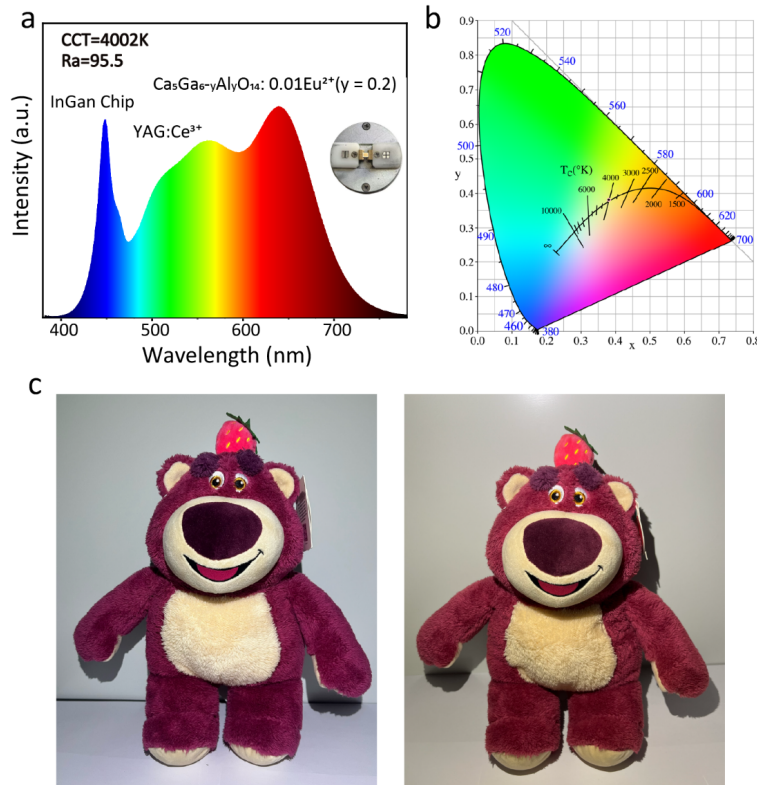 a
CCT=4002K
Ra=95.5
Ca₅Ga₆-yAlyO₁₄: 0.01Eu²⁺(y = 0.2)
InGan Chip
YAG:Ce³⁺
Intensity (a.u.)
400 500 600 700
Wavelength (nm)
b
0.9
0.8
0.7
0.6
0.5
0.4
0.3
0.2
0.1
0.0
y
0.0 0.1 0.2 0.3 0.4 0.5 0.6 0.7 0.8
x
520
540
560
500
580
600
620
700
490
480
470
460
380
T_C(°K)
4000
3000
2500
6000
10000
2000
1500
∞
c